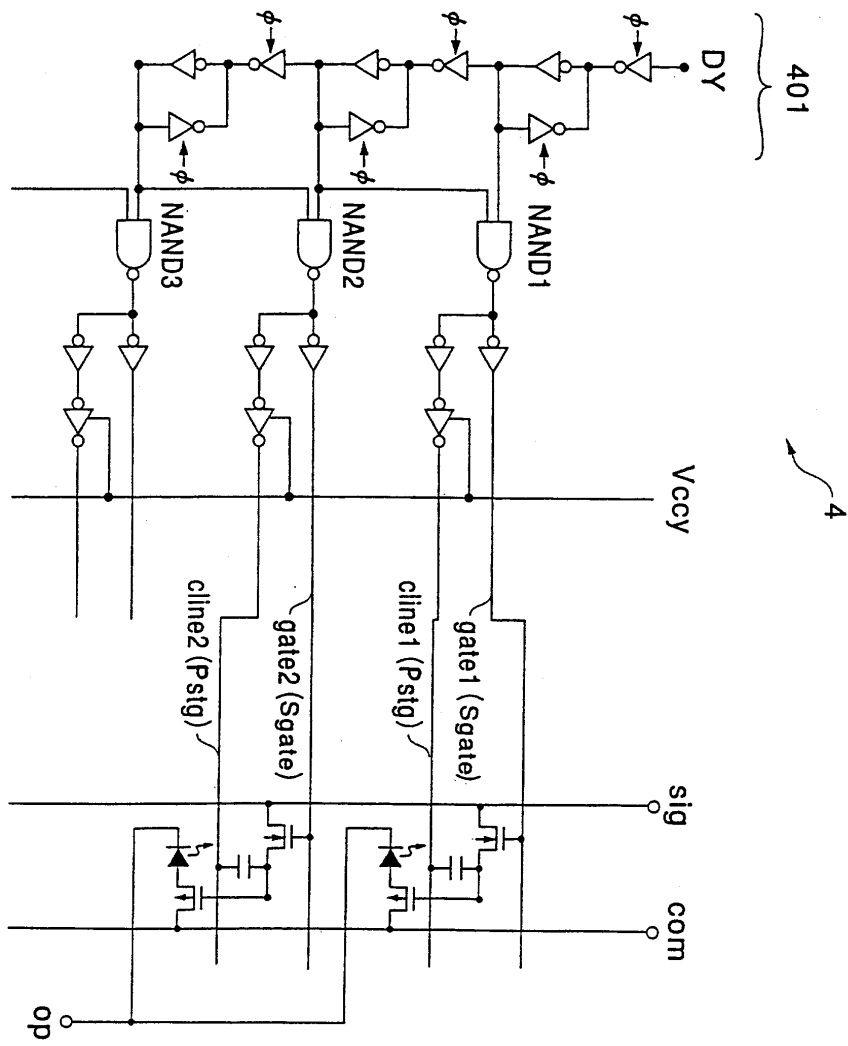 401
DY
φ
φ
φ
φ
φ
φ
NAND1
NAND2
NAND3
4
Vccy
gate1 (Sgate)
cline1 (Pstg)
gate2 (Sgate)
cline2 (Pstg)
sig
com
op